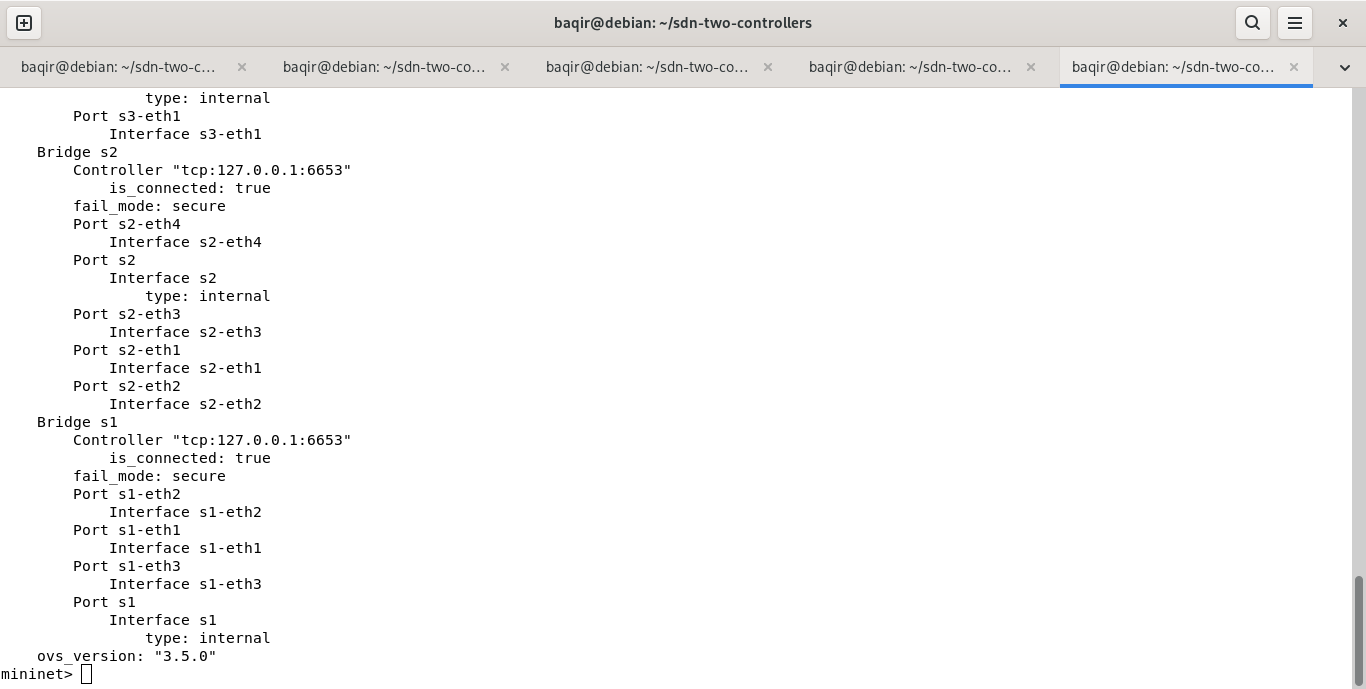 baqir@debian: ~/sdn-two-controllers
baqir@debian: ~/sdn-two-c…
baqir@debian: ~/sdn-two-co…
baqir@debian: ~/sdn-two-co…
baqir@debian: ~/sdn-two-co…
baqir@debian: ~/sdn-two-co…
                type: internal
        Port s3-eth1
            Interface s3-eth1
    Bridge s2
        Controller "tcp:127.0.0.1:6653"
            is_connected: true
        fail_mode: secure
        Port s2-eth4
            Interface s2-eth4
        Port s2
            Interface s2
                type: internal
        Port s2-eth3
            Interface s2-eth3
        Port s2-eth1
            Interface s2-eth1
        Port s2-eth2
            Interface s2-eth2
    Bridge s1
        Controller "tcp:127.0.0.1:6653"
            is_connected: true
        fail_mode: secure
        Port s1-eth2
            Interface s1-eth2
        Port s1-eth1
            Interface s1-eth1
        Port s1-eth3
            Interface s1-eth3
        Port s1
            Interface s1
                type: internal
    ovs_version: "3.5.0"
mininet>